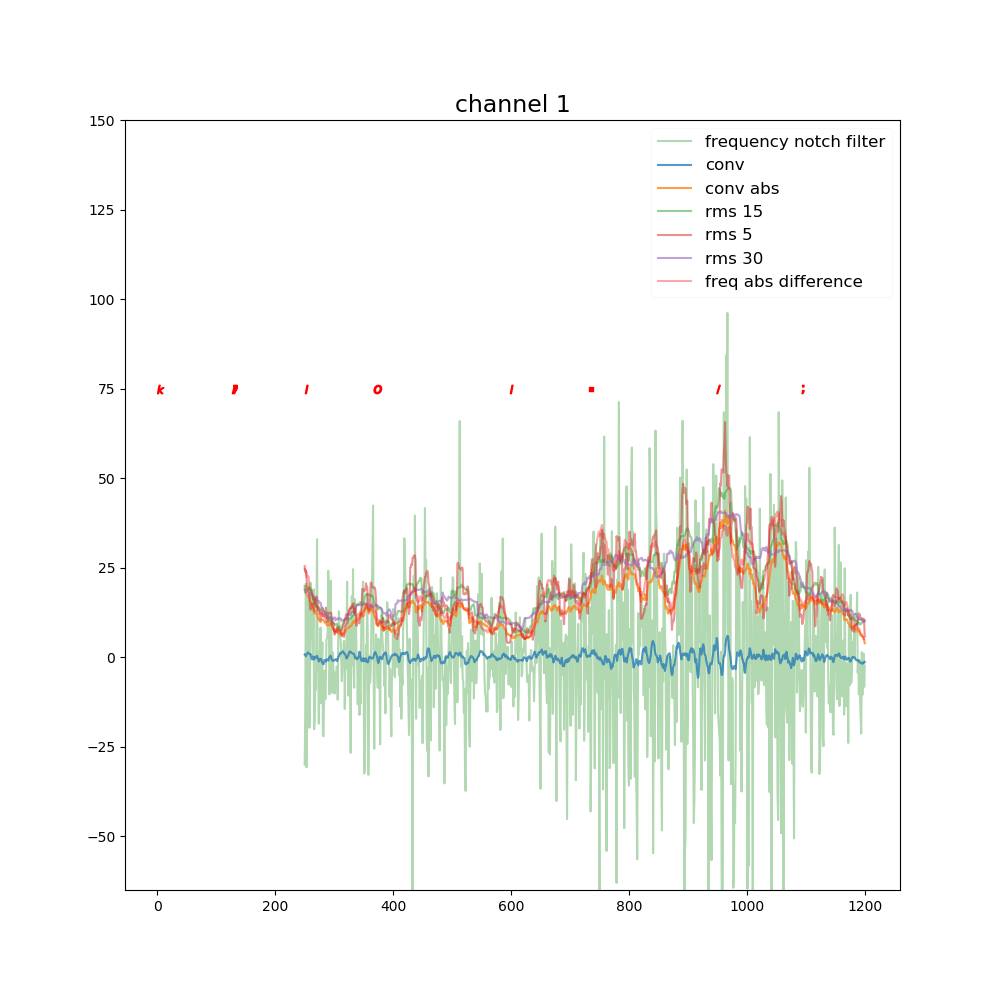 channel 1
150
frequency notch filter
conv
conv abs
rms 15
rms 5
rms 30
freq abs difference
125
100
75
k l o l . / ;
50
25
0
−25
−50
0 200 400 600 800 1000 1200